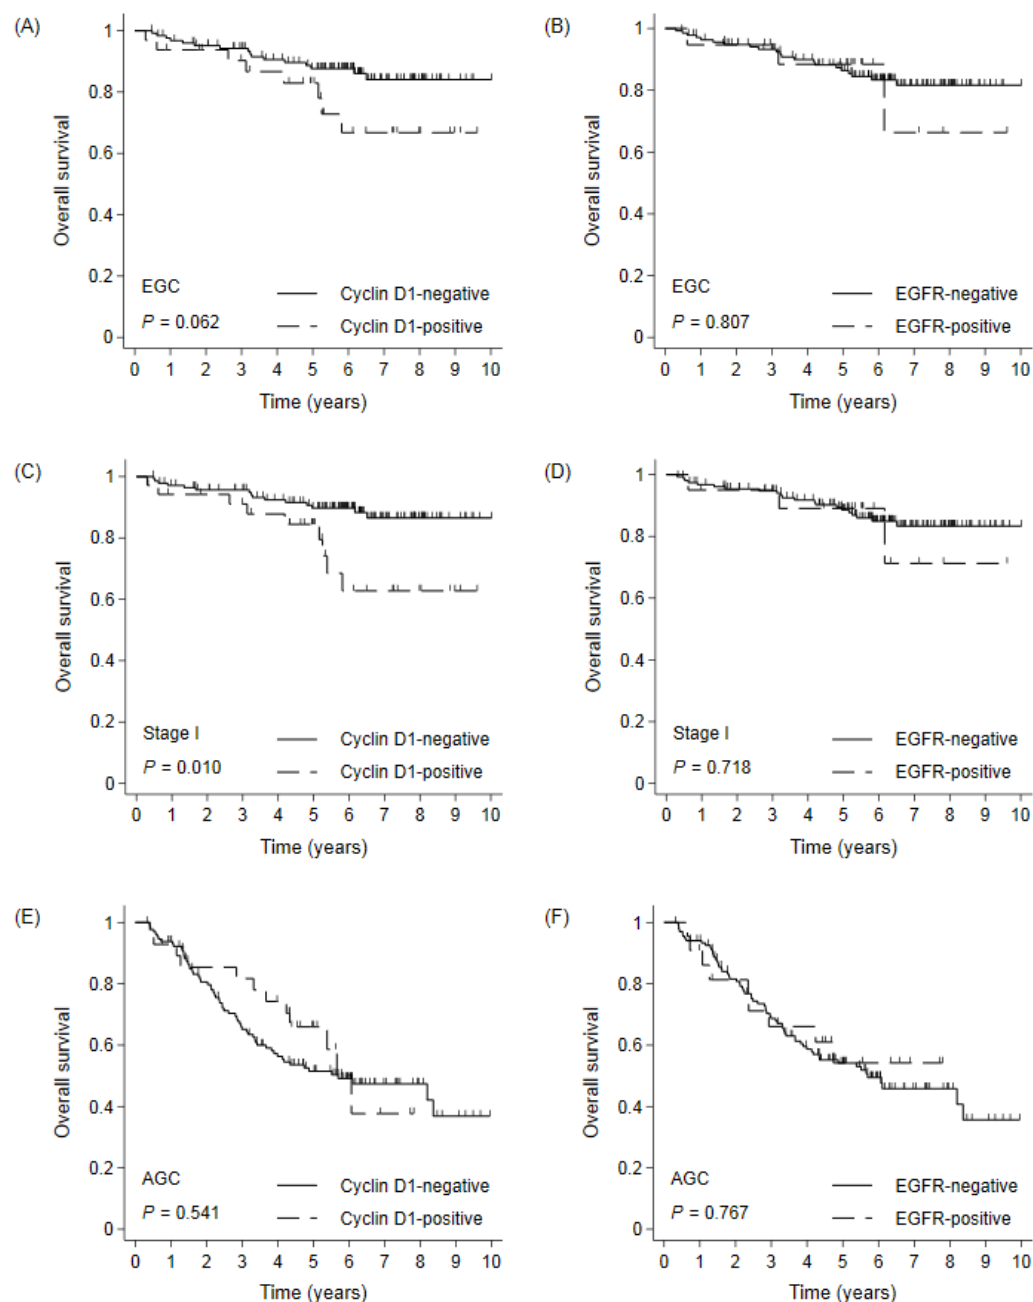 (A)
Overall survival
1
0.8
0.6
0.4
0.2
0
EGC
P = 0.062
Cyclin D1-negative
Cyclin D1-positive
0 1 2 3 4 5 6 7 8 9 10
Time (years)
(B)
Overall survival
1
0.8
0.6
0.4
0.2
0
EGC
P = 0.807
EGFR-negative
EGFR-positive
0 1 2 3 4 5 6 7 8 9 10
Time (years)
(C)
Overall survival
1
0.8
0.6
0.4
0.2
0
Stage I
P = 0.010
Cyclin D1-negative
Cyclin D1-positive
0 1 2 3 4 5 6 7 8 9 10
Time (years)
(D)
Overall survival
1
0.8
0.6
0.4
0.2
0
Stage I
P = 0.718
EGFR-negative
EGFR-positive
0 1 2 3 4 5 6 7 8 9 10
Time (years)
(E)
Overall survival
1
0.8
0.6
0.4
0.2
0
AGC
P = 0.541
Cyclin D1-negative
Cyclin D1-positive
0 1 2 3 4 5 6 7 8 9 10
Time (years)
(F)
Overall survival
1
0.8
0.6
0.4
0.2
0
AGC
P = 0.767
EGFR-negative
EGFR-positive
0 1 2 3 4 5 6 7 8 9 10
Time (years)